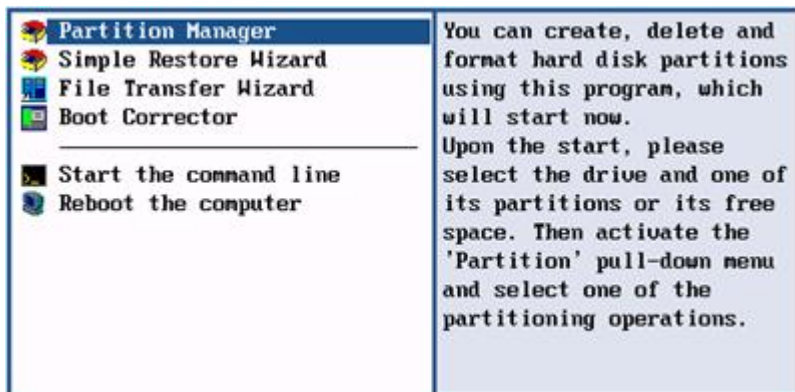 Partition Manager
Simple Restore Wizard
File Transfer Wizard
Boot Corrector
Start the command line
Reboot the computer
You can create, delete and
format hard disk partitions
using this program, which
will start now.
Upon the start, please
select the drive and one of
its partitions or its free
space. Then activate the
'Partition' pull-down menu
and select one of the
partitioning operations.